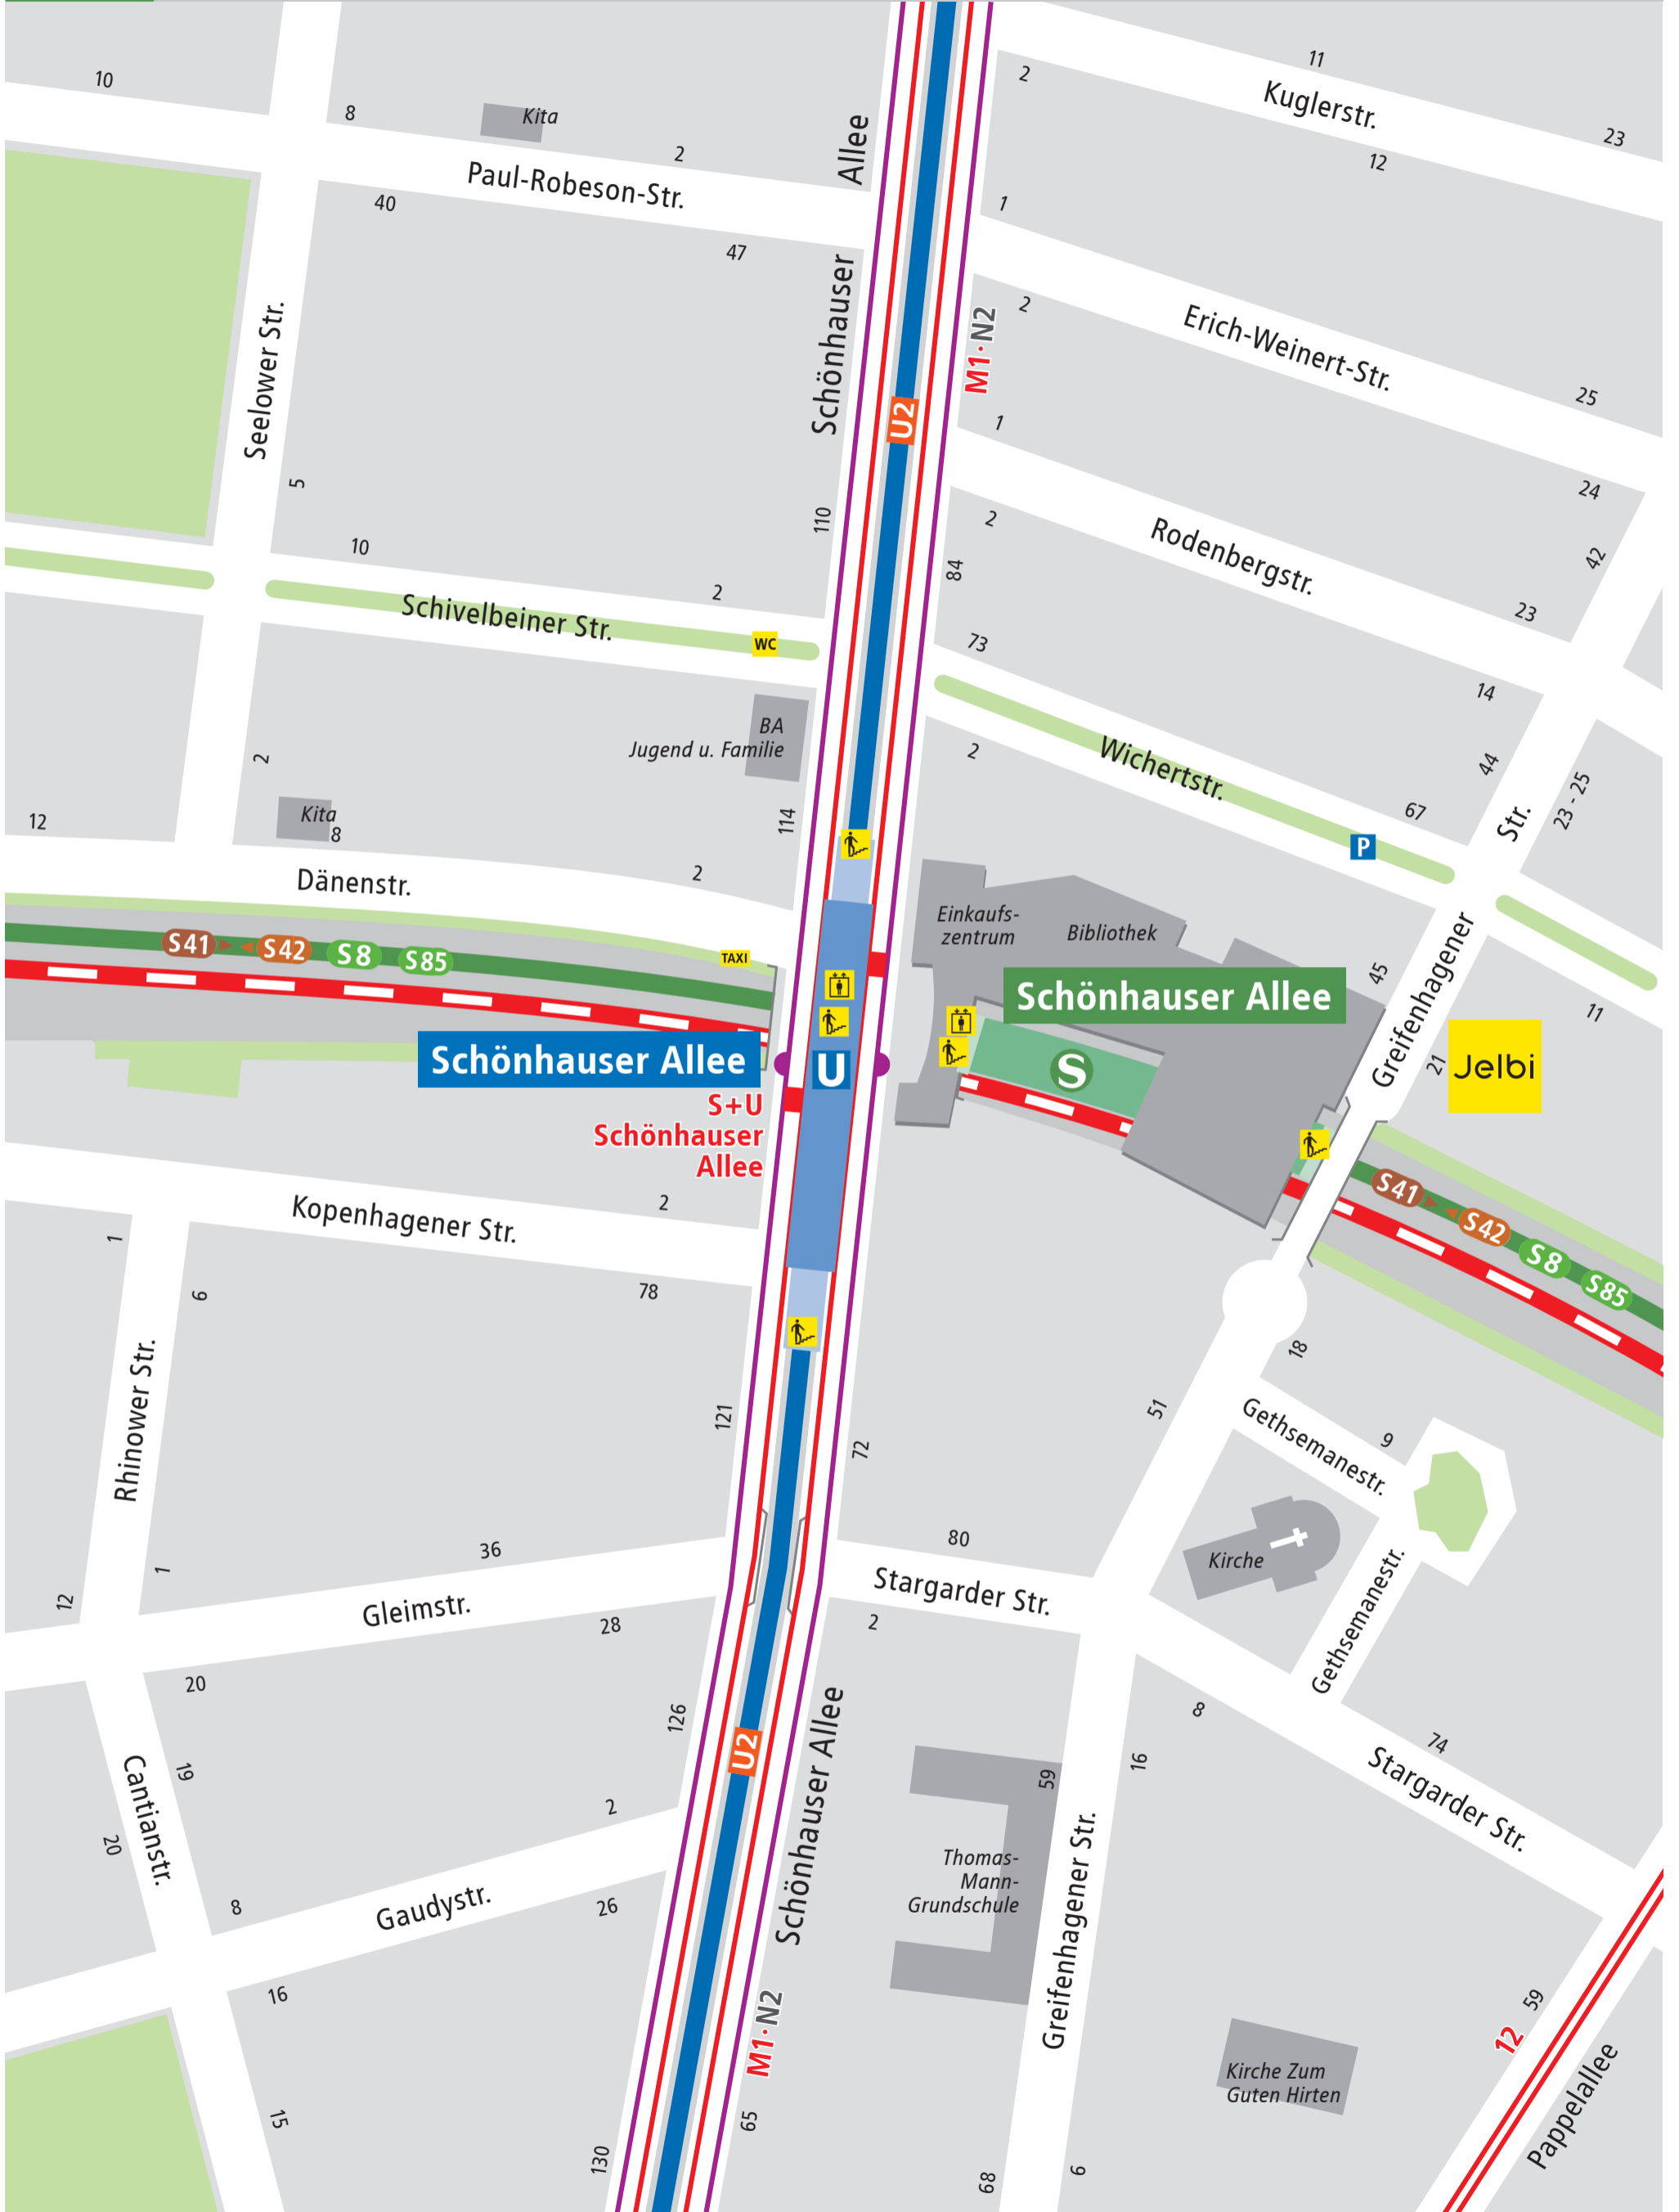 11
10
2
Kuglerstr.
8
Kita
23
Allee
2
12
Paul-Robeson-Str.
40
1
47
Schönhauser
2
Erich-Weinert-Str.
M1·N2
Seelower Str.
25
U2
1
5
24
110
2
Rodenbergstr.
10
42
84
2
Schivelbeiner Str.
23
WC
73
14
BA
Jugend u. Familie
2
Wichertstr.
44
2
23 - 25
Kita
8
12
114
67
Str.
P
2
Dänenstr.
Einkaufs-
zentrum
Bibliothek
S41
S42
S8
S85
TAXI
45
Greifenhagener
Schönhauser Allee
11
Schönhauser Allee
U
S
21
Jelbi
S+U
Schönhauser
Allee
S41
S42
S8
S85
Kopenhagener Str.
2
1
6
78
18
Rhinower Str.
121
72
51
Gethsemanestr.
9
36
80
Kirche
1
12
Gleimstr.
28
Stargarder Str.
2
Gethsemanestr.
20
126
8
74
Stargarder Str.
U2
Schönhauser Allee
19
Cantianstr.
20
2
59
16
Thomas-
Mann-
Grundschule
Greifenhagener Str.
8
Gaudystr.
26
16
M1·N2
59
12
Kirche Zum
Guten Hirten
Pappelallee
15
65
130
68
6